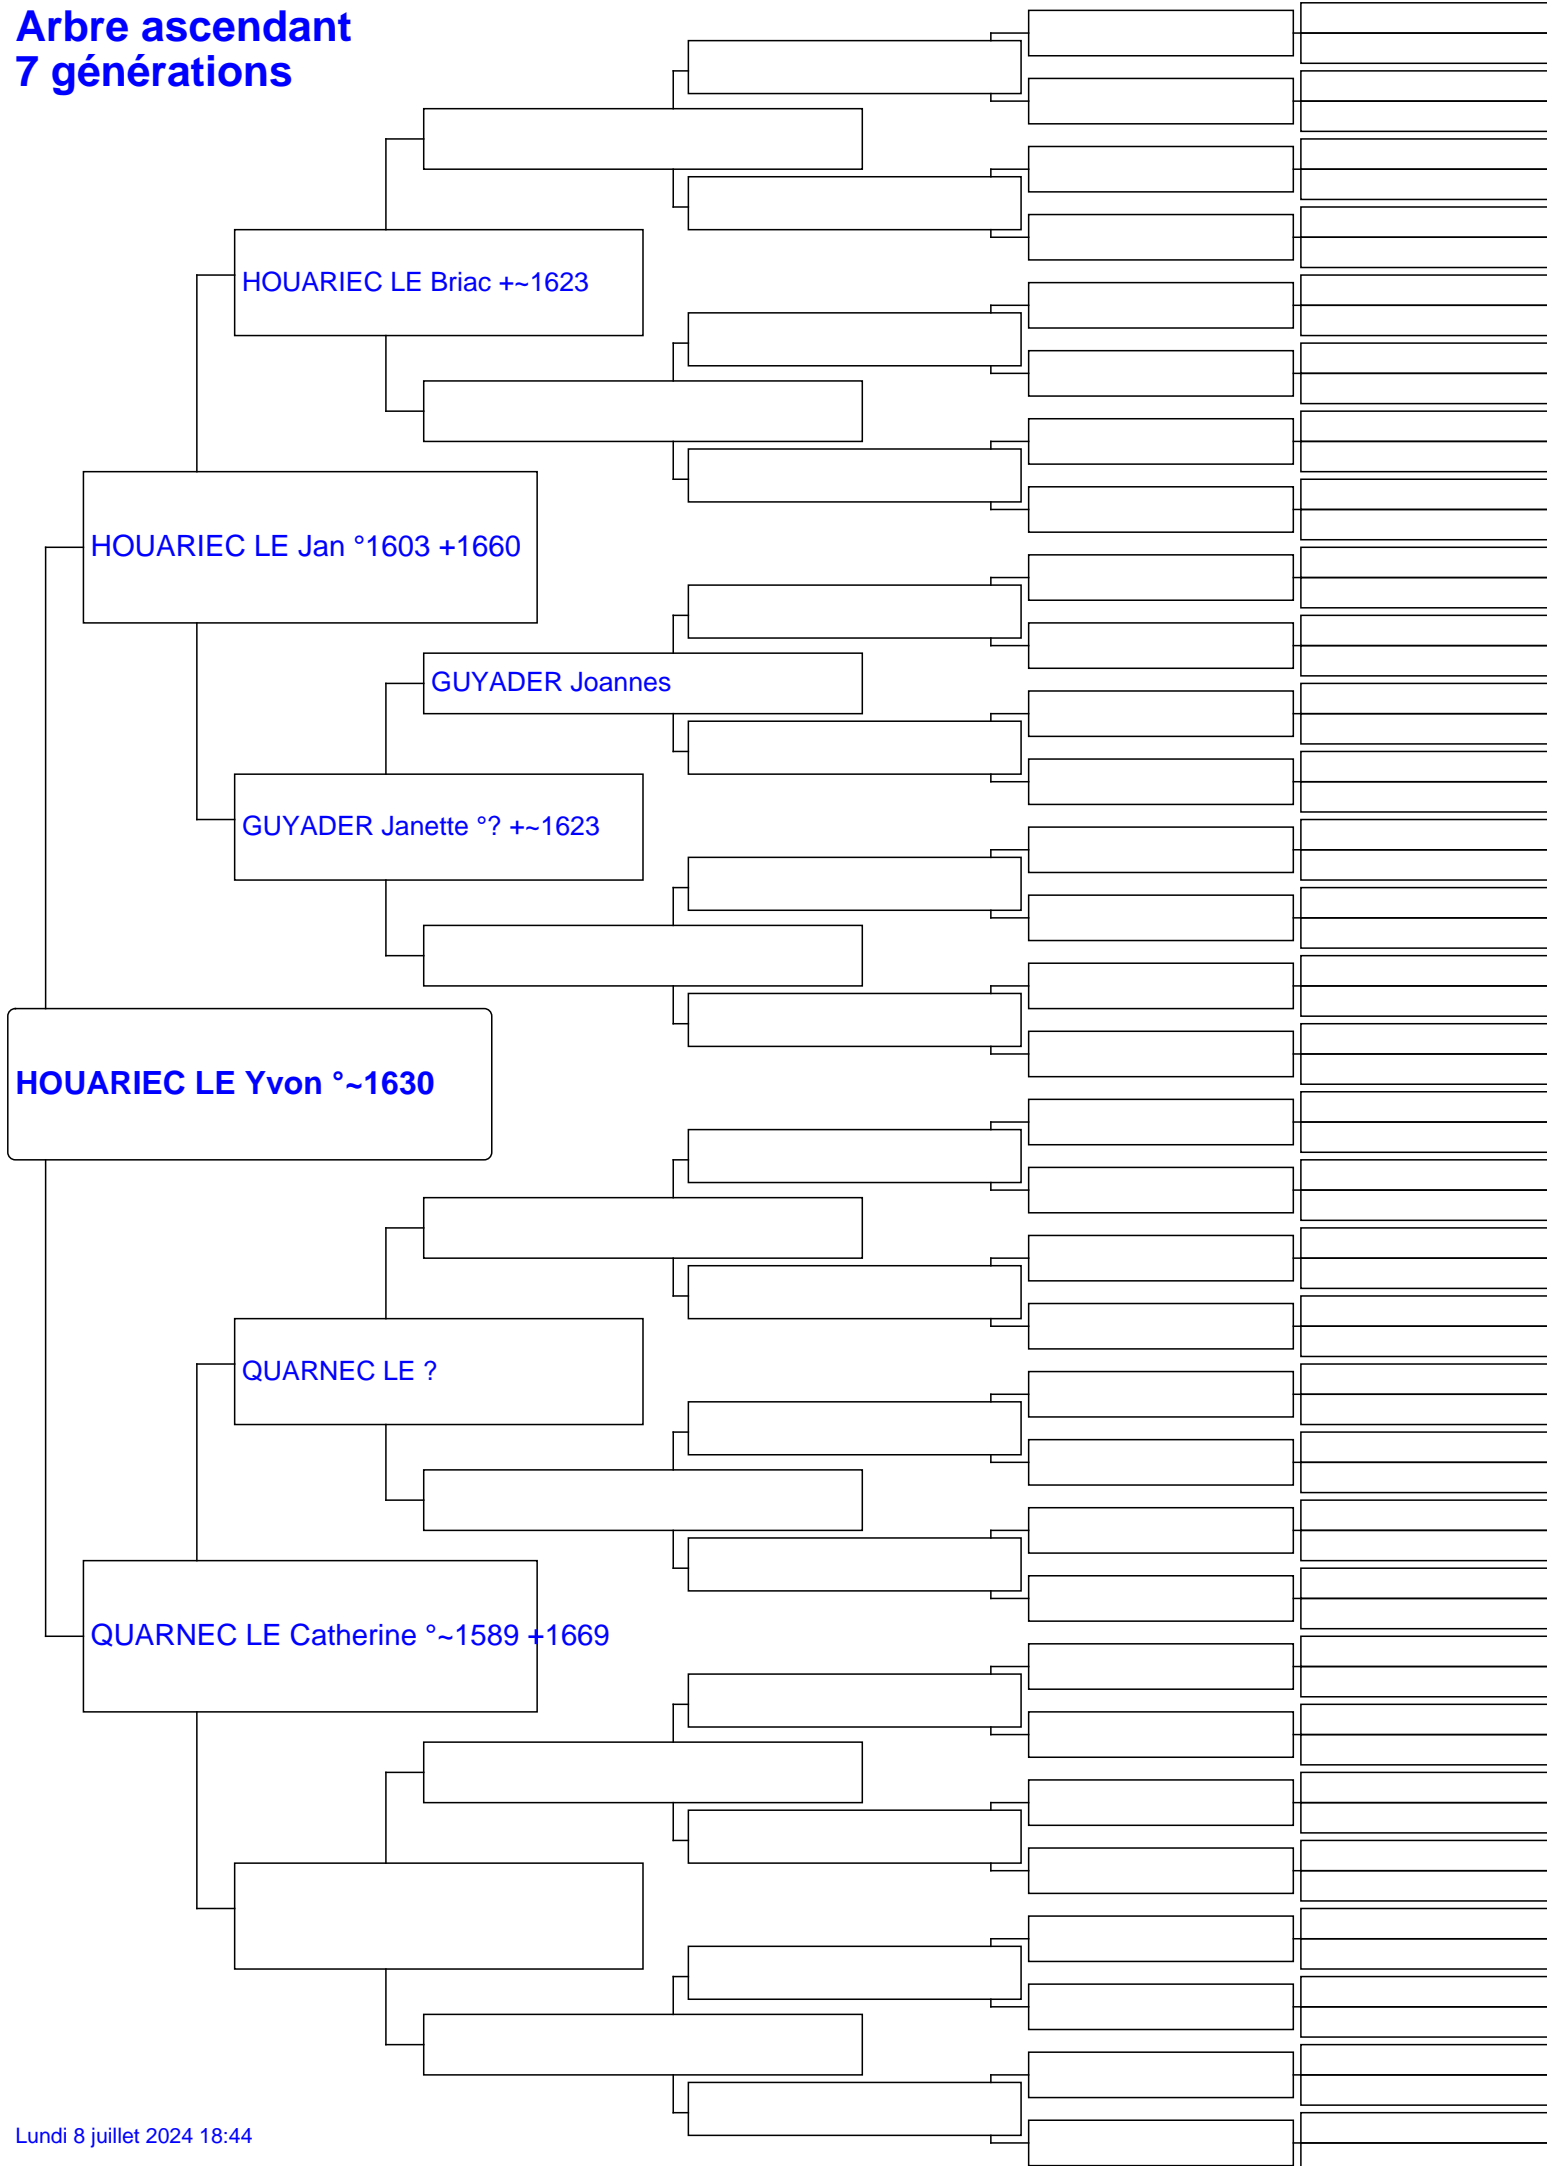 Arbre ascendant
7 générations
HOUARIEC LE Briac +~1623
HOUARIEC LE Jan °1603 +1660
GUYADER Joannes
GUYADER Janette °? +~1623
HOUARIEC LE Yvon °~1630
QUARNEC LE ?
QUARNEC LE Catherine °~1589 +1669
Lundi 8 juillet 2024 18:44